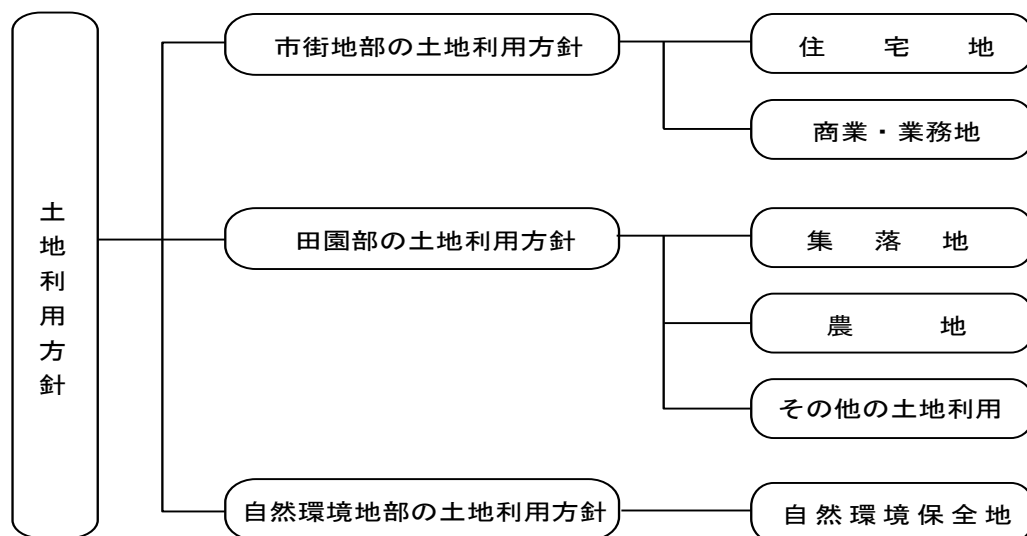 土地利用方針
市街地部の土地利用方針
住宅地
商業・業務地
田園部の土地利用方針
集落地
農地
その他の土地利用
自然環境地部の土地利用方針
自然環境保全地